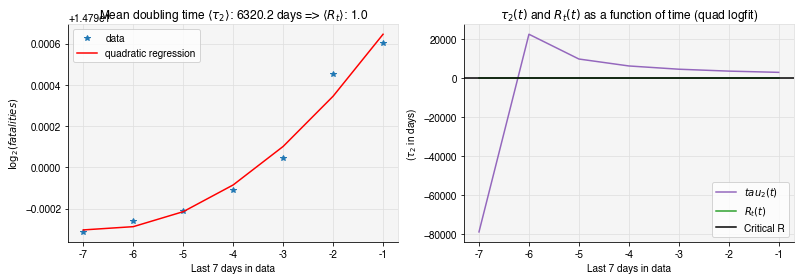 Mean doubling time ⟨τ₂⟩: 6320.2 days => ⟨Rₜ⟩: 1.0
data
quadratic regression
0.0006
0.0004
0.0002
0.0000
−0.0002
log₂(fatalities)
-7 -6 -5 -4 -3 -2 -1
Last 7 days in data
τ₂(t) and Rₜ(t) as a function of time (quad logfit)
20000
0
−20000
−40000
−60000
−80000
(τ₂ in days)
tau₂(t)
Rₜ(t)
Critical R
-7 -6 -5 -4 -3 -2 -1
Last 7 days in data